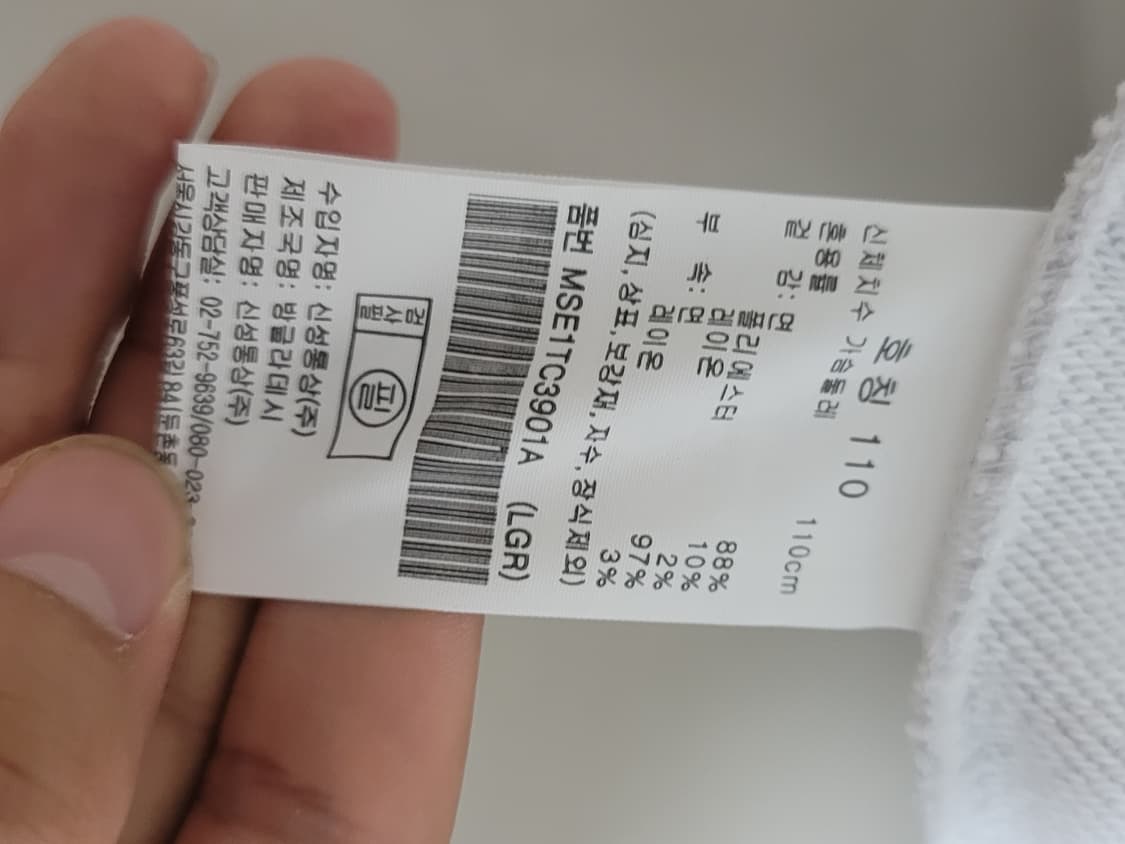 호칭 110
신체치수 가슴둘레 110cm
혼용률
겉 감: 면 88%
폴리에스터 10%
레이온 2%
부 속: 면 97%
레이온 3%
(심지,상표,보강재,자수,장식제외)
품번 MSE1TC3901A (LGR)
검사필 필
수입자명: 신성통상(주)
제조국명: 방글라데시
판매자명: 신성통상(주)
고객상담실: 02-752-9639/080-023